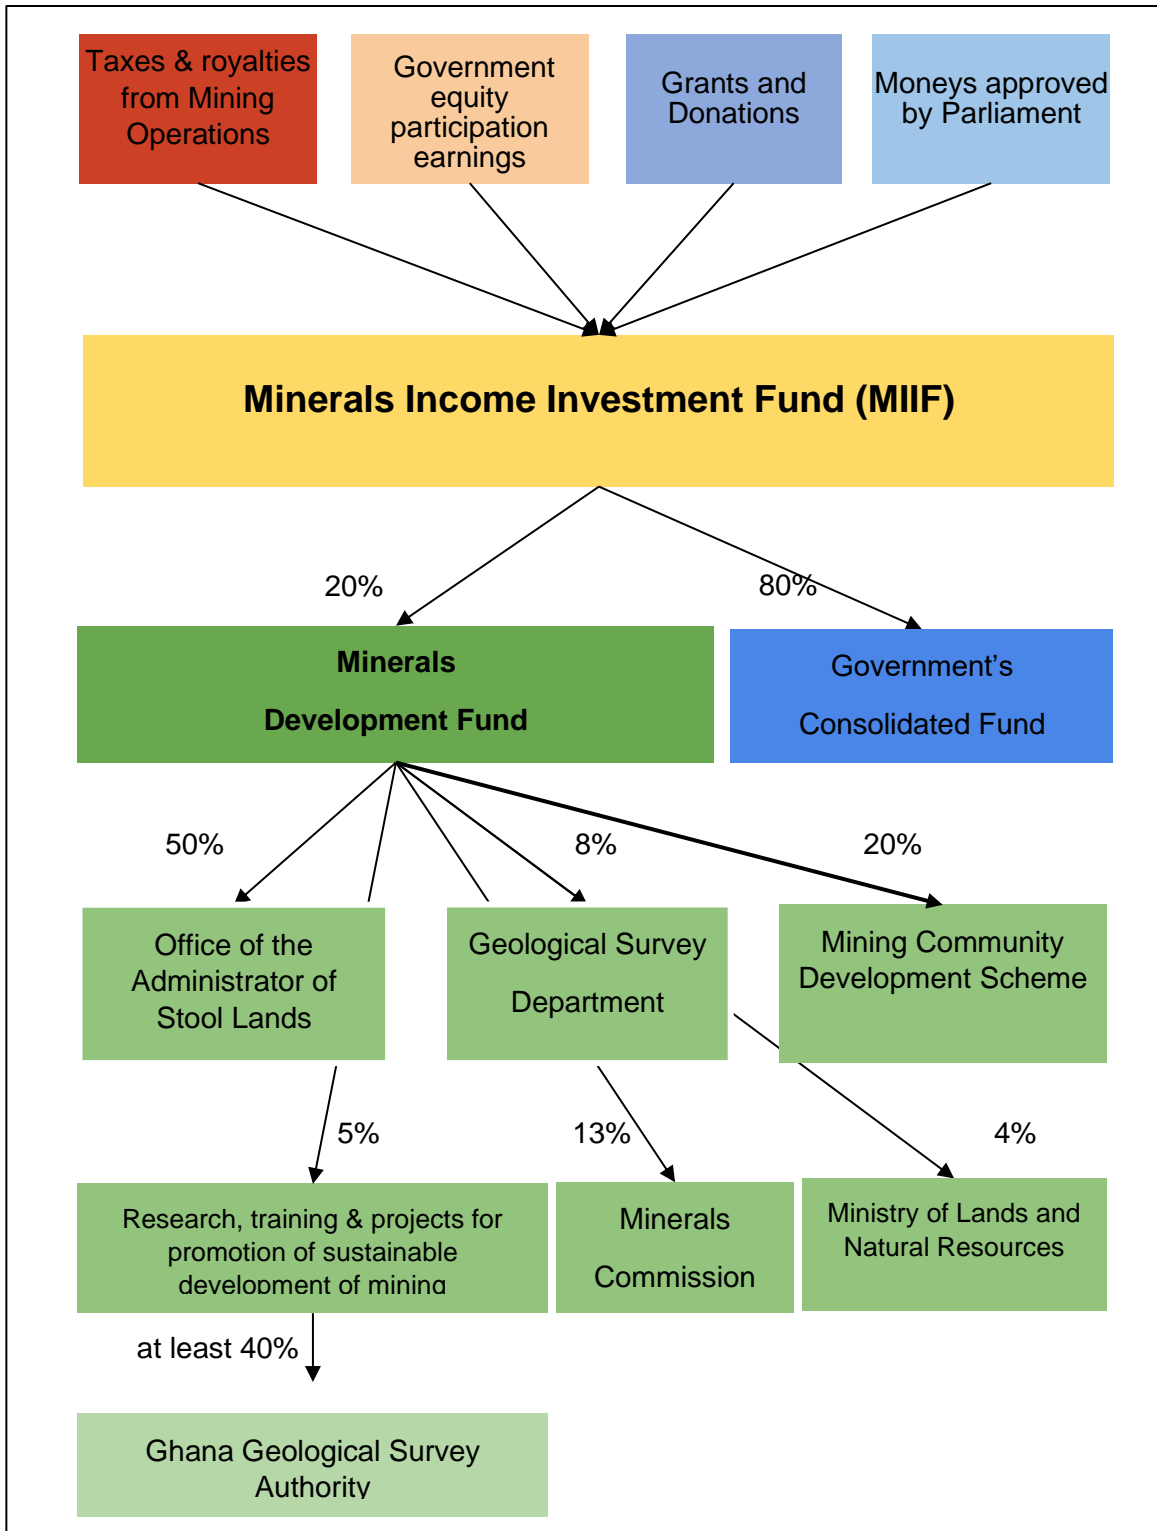 Taxes & royalties
from Mining
Operations
Government
equity
participation
earnings
Grants and
Donations
Moneys approved
by Parliament
Minerals Income Investment Fund (MIIF)
20%
80%
Minerals
Development Fund
Government’s
Consolidated Fund
50%
8%
20%
Office of the
Administrator of
Stool Lands
Geological Survey
Department
Mining Community
Development Scheme
5%
13%
4%
Research, training & projects for
promotion of sustainable
development of mining
Minerals
Commission
Ministry of Lands and
Natural Resources
at least 40%
Ghana Geological Survey
Authority